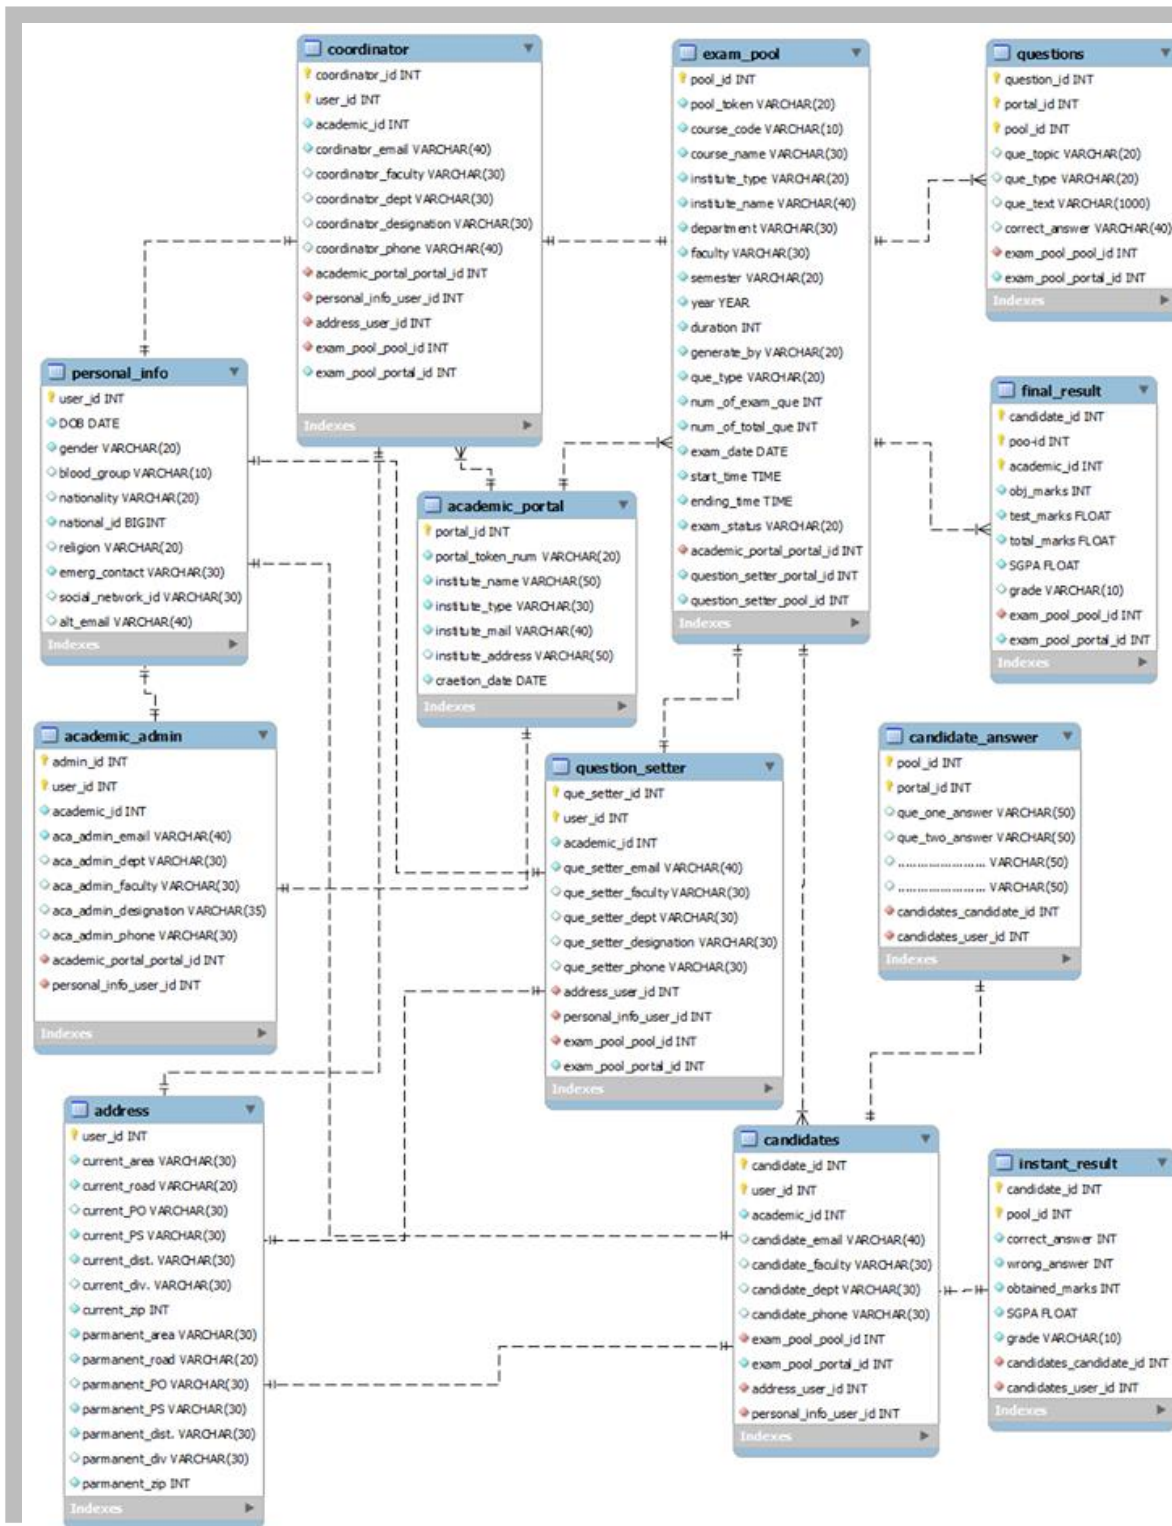 coordinator
coordinator_id INT
user_id INT
academic_id INT
cordinator_email VARCHAR(40)
coordinator_faculty VARCHAR(30)
coordinator_dept VARCHAR(30)
coordinator_designation VARCHAR(30)
coordinator_phone VARCHAR(40)
academic_portal_portal_id INT
personal_info_user_id INT
address_user_id INT
exam_pool_pool_id INT
exam_pool_portal_id INT
Indexes
exam_pool
pool_id INT
pool_token VARCHAR(20)
course_code VARCHAR(10)
course_name VARCHAR(30)
institute_type VARCHAR(20)
institute_name VARCHAR(40)
department VARCHAR(30)
faculty VARCHAR(30)
semester VARCHAR(20)
year YEAR
duration INT
generate_by VARCHAR(20)
que_type VARCHAR(20)
num_of_exam_que INT
num_of_total_que INT
exam_date DATE
start_time TIME
ending_time TIME
exam_status VARCHAR(20)
academic_portal_portal_id INT
question_setter_portal_id INT
question_setter_pool_id INT
Indexes
questions
question_id INT
portal_id INT
pool_id INT
que_topic VARCHAR(20)
que_type VARCHAR(20)
que_text VARCHAR(1000)
correct_answer VARCHAR(40)
exam_pool_pool_id INT
exam_pool_portal_id INT
Indexes
personal_info
user_id INT
DOB DATE
gender VARCHAR(20)
blood_group VARCHAR(10)
nationality VARCHAR(20)
national_id BIGINT
religion VARCHAR(20)
emerg_contact VARCHAR(30)
social_network_id VARCHAR(30)
alt_email VARCHAR(40)
Indexes
final_result
candidate_id INT
poo-id INT
academic_id INT
obj_marks INT
test_marks FLOAT
total_marks FLOAT
SGPA FLOAT
grade VARCHAR(10)
exam_pool_pool_id INT
exam_pool_portal_id INT
Indexes
academic_portal
portal_id INT
portal_token_num VARCHAR(20)
institute_name VARCHAR(50)
institute_type VARCHAR(30)
institute_mail VARCHAR(40)
institute_address VARCHAR(50)
craetion_date DATE
Indexes
academic_admin
admin_id INT
user_id INT
academic_id INT
aca_admin_email VARCHAR(40)
aca_admin_dept VARCHAR(30)
aca_admin_faculty VARCHAR(30)
aca_admin_designation VARCHAR(35)
aca_admin_phone VARCHAR(30)
academic_portal_portal_id INT
personal_info_user_id INT
Indexes
question_setter
que_setter_id INT
user_id INT
academic_id INT
que_setter_email VARCHAR(40)
que_setter_faculty VARCHAR(30)
que_setter_dept VARCHAR(30)
que_setter_designation VARCHAR(30)
que_setter_phone VARCHAR(30)
address_user_id INT
personal_info_user_id INT
exam_pool_pool_id INT
exam_pool_portal_id INT
Indexes
candidate_answer
pool_id INT
portal_id INT
que_one_answer VARCHAR(50)
que_two_answer VARCHAR(50)
........................ VARCHAR(50)
........................ VARCHAR(50)
candidates_candidate_id INT
candidates_user_id INT
Indexes
address
user_id INT
current_area VARCHAR(30)
current_road VARCHAR(20)
current_PO VARCHAR(30)
current_PS VARCHAR(30)
current_dist. VARCHAR(30)
current_div. VARCHAR(30)
current_zip INT
parmanent_area VARCHAR(30)
parmanent_road VARCHAR(20)
parmanent_PO VARCHAR(30)
parmanent_PS VARCHAR(30)
parmanent_dist. VARCHAR(30)
parmanent_div VARCHAR(30)
parmanent_zip INT
Indexes
candidates
candidate_id INT
user_id INT
academic_id INT
candidate_email VARCHAR(40)
candidate_faculty VARCHAR(30)
candidate_dept VARCHAR(30)
candidate_phone VARCHAR(30)
exam_pool_pool_id INT
exam_pool_portal_id INT
address_user_id INT
personal_info_user_id INT
Indexes
instant_result
candidate_id INT
pool_id INT
correct_answer INT
wrong_answer INT
obtained_marks INT
SGPA FLOAT
grade VARCHAR(10)
candidates_candidate_id INT
candidates_user_id INT
Indexes